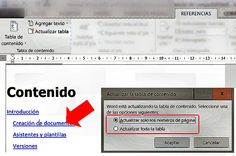 REFERENCIAS
Tabla de contenido
Agregar texto
Actualizar tabla
Tabla de contenido
Contenido
Introducción
Creación de documentos
Asistentes y plantillas
Versiones
Actualizar la tabla de contenido
Word está actualizando la tabla de contenido. Seleccione una
de las opciones siguientes:
Actualizar solo los números de página
Actualizar toda la tabla
Aceptar
Cancelar